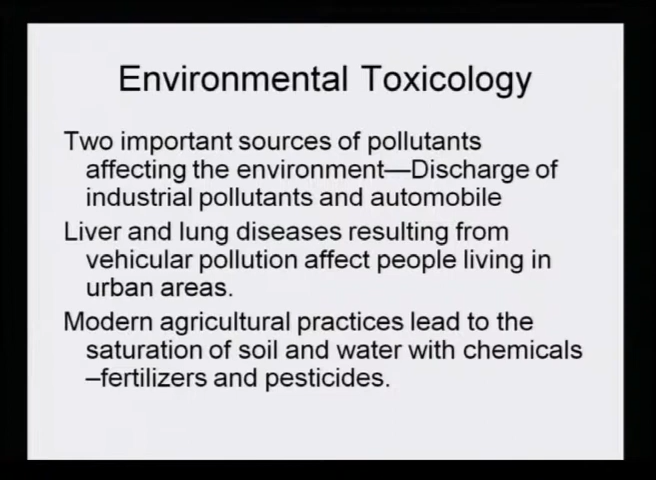 Environmental Toxicology
Two important sources of pollutants
affecting the environment—Discharge of
industrial pollutants and automobile
Liver and lung diseases resulting from
vehicular pollution affect people living in
urban areas.
Modern agricultural practices lead to the
saturation of soil and water with chemicals
–fertilizers and pesticides.